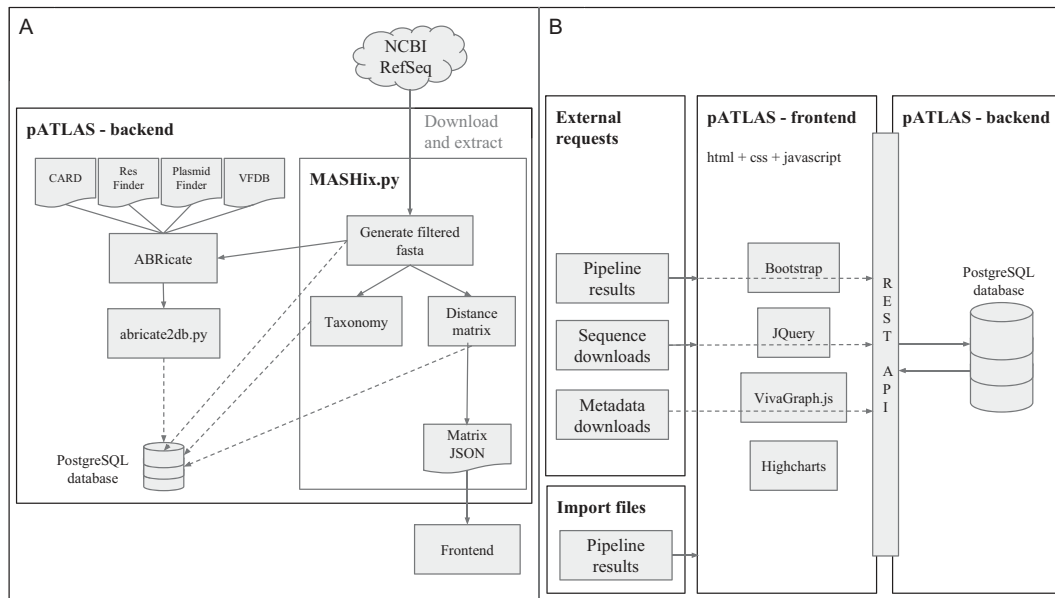 A
NCBI
RefSeq
pATLAS - backend
Download
and extract
CARD
Res
Finder
Plasmid
Finder
VFDB
MASHix.py
Generate filtered
fasta
ABRicate
Taxonomy
Distance
matrix
abricate2db.py
Matrix
JSON
PostgreSQL
database
Frontend
B
External
requests
pATLAS - frontend
pATLAS - backend
html + css + javascript
Pipeline
results
Bootstrap
Sequence
downloads
JQuery
Metadata
downloads
VivaGraph.js
Highcharts
REST API
PostgreSQL
database
Import files
Pipeline
results